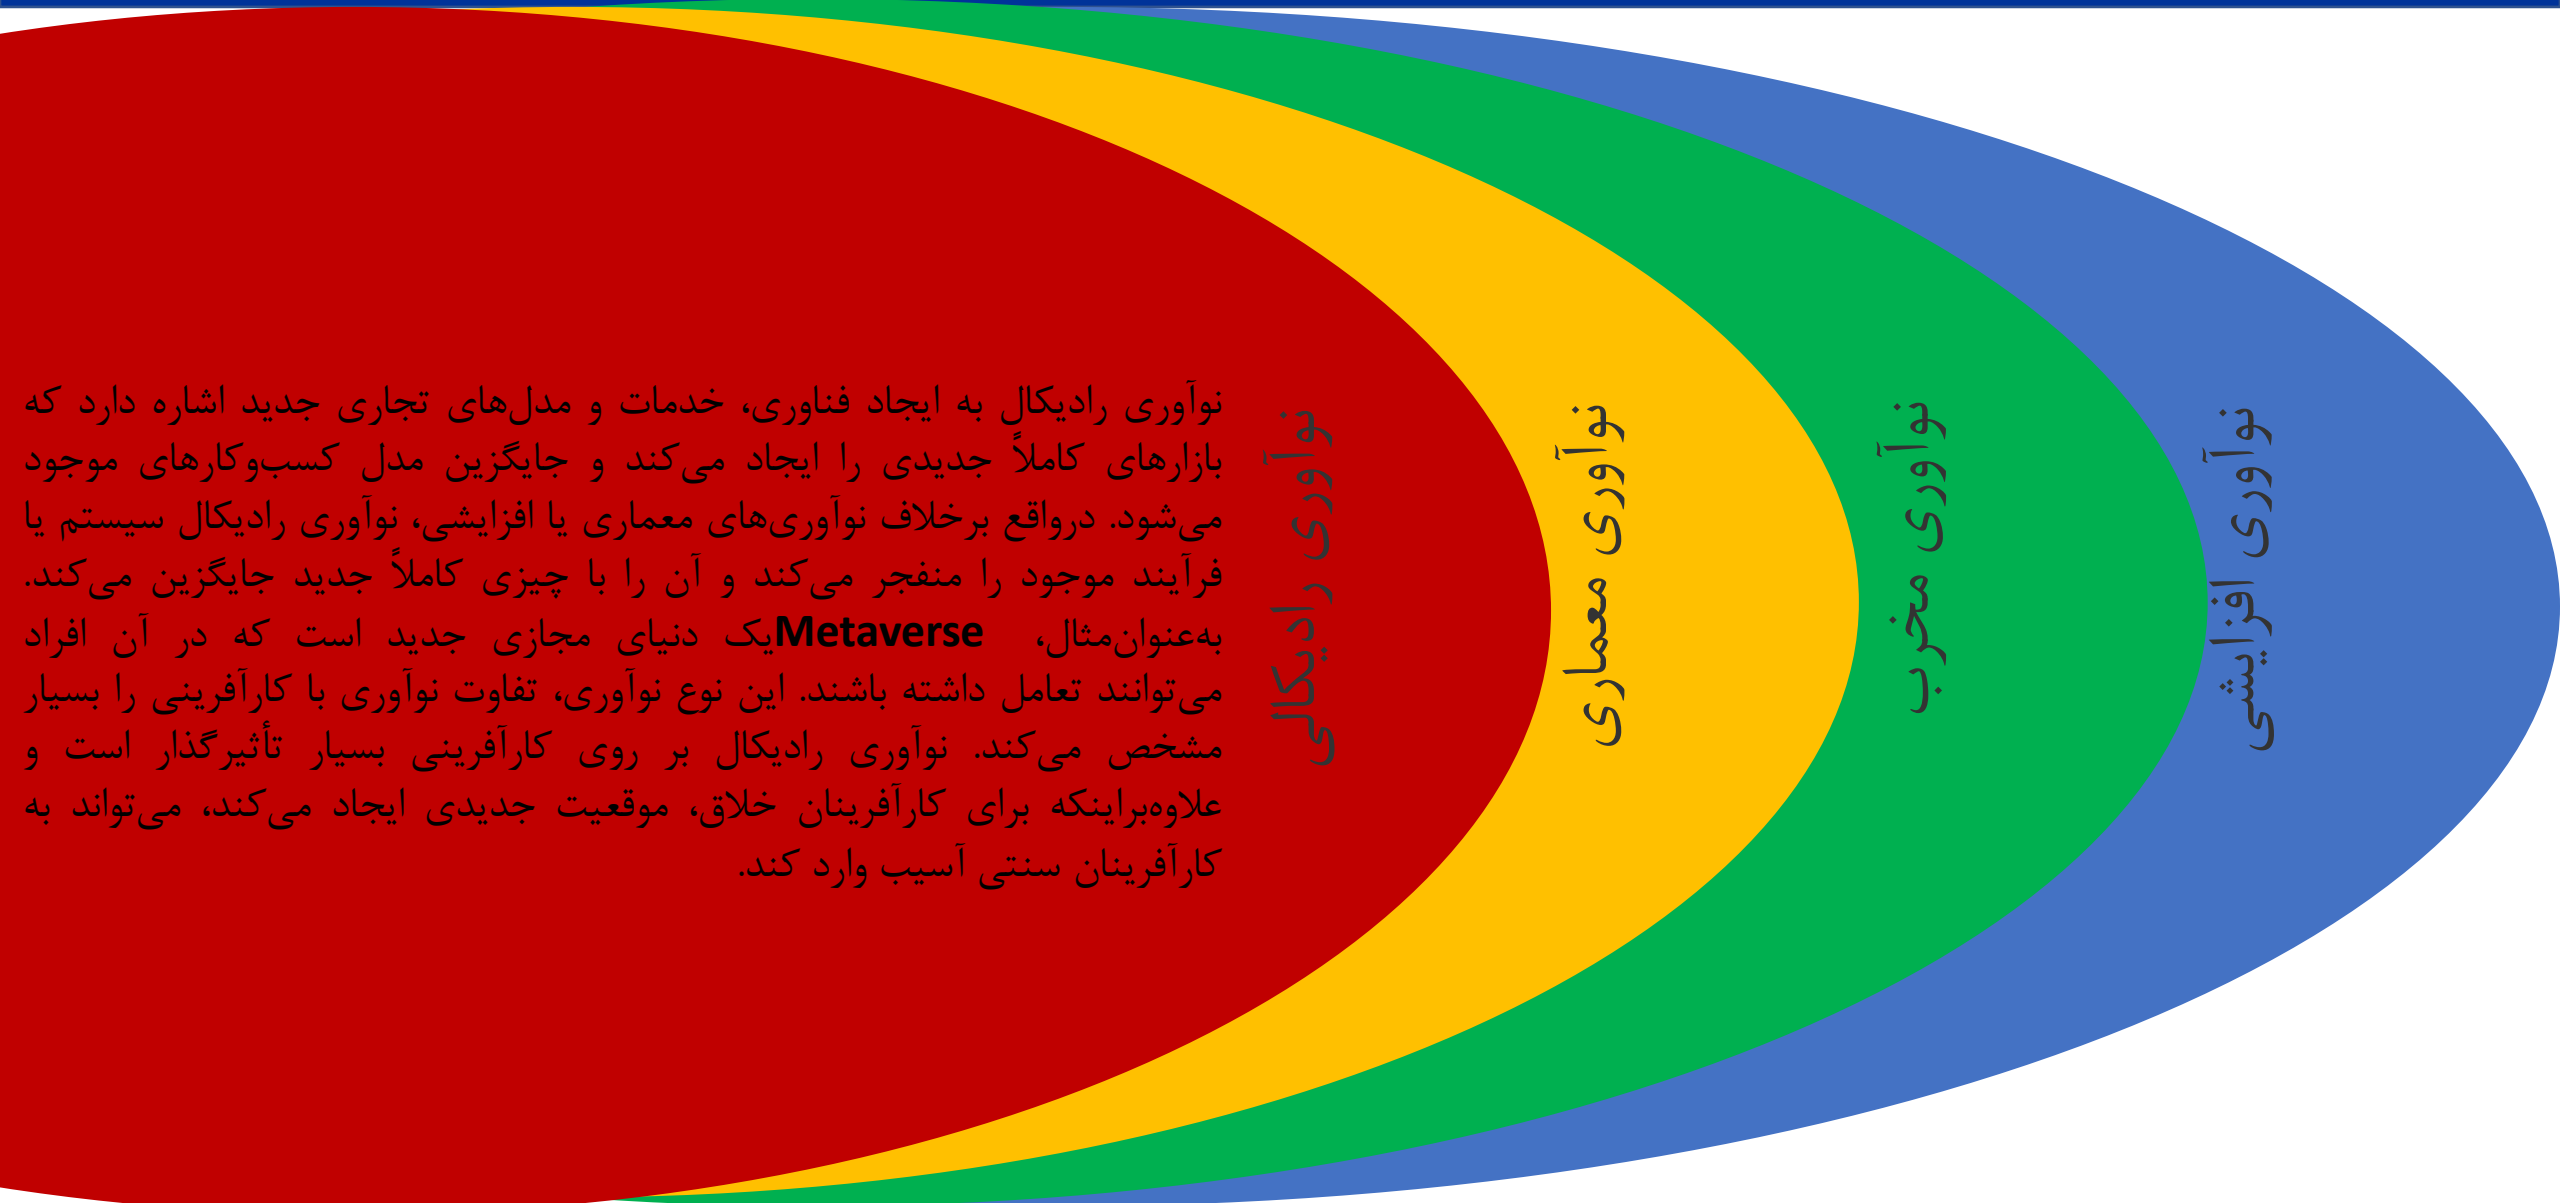 نوآوری افزایشی
نوآوری مخرب
نوآوری معماری
نوآوری رادیکالی
نوآوری رادیکال به ایجاد فناوری، خدمات و مدل‌های تجاری جدید اشاره دارد که
بازارهای کاملاً جدیدی را ایجاد می‌کند و جایگزین مدل کسب‌وکارهای موجود
می‌شود. درواقع برخلاف نوآوری‌های معماری یا افزایشی، نوآوری رادیکال سیستم یا
فرآیند موجود را منفجر می‌کند و آن را با چیزی کاملاً جدید جایگزین می‌کند.
به‌عنوان‌مثال، Metaverseیک دنیای مجازی جدید است که در آن افراد
می‌توانند تعامل داشته باشند. این نوع نوآوری، تفاوت نوآوری با کارآفرینی را بسیار
مشخص می‌کند. نوآوری رادیکال بر روی کارآفرینی بسیار تأثیرگذار است و
علاوه‌براینکه برای کارآفرینان خلاق، موقعیت جدیدی ایجاد می‌کند، می‌تواند به
کارآفرینان سنتی آسیب وارد کند.